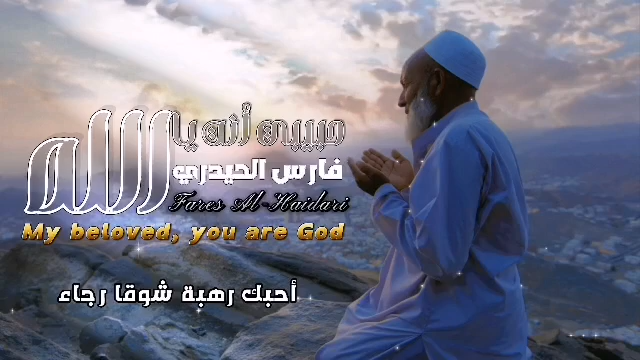 حبيبي أنت يا
الله
فارس الحيدري
Fares Al-Haidari
My beloved, you are God
أحبك رهبة شوقا رجاء